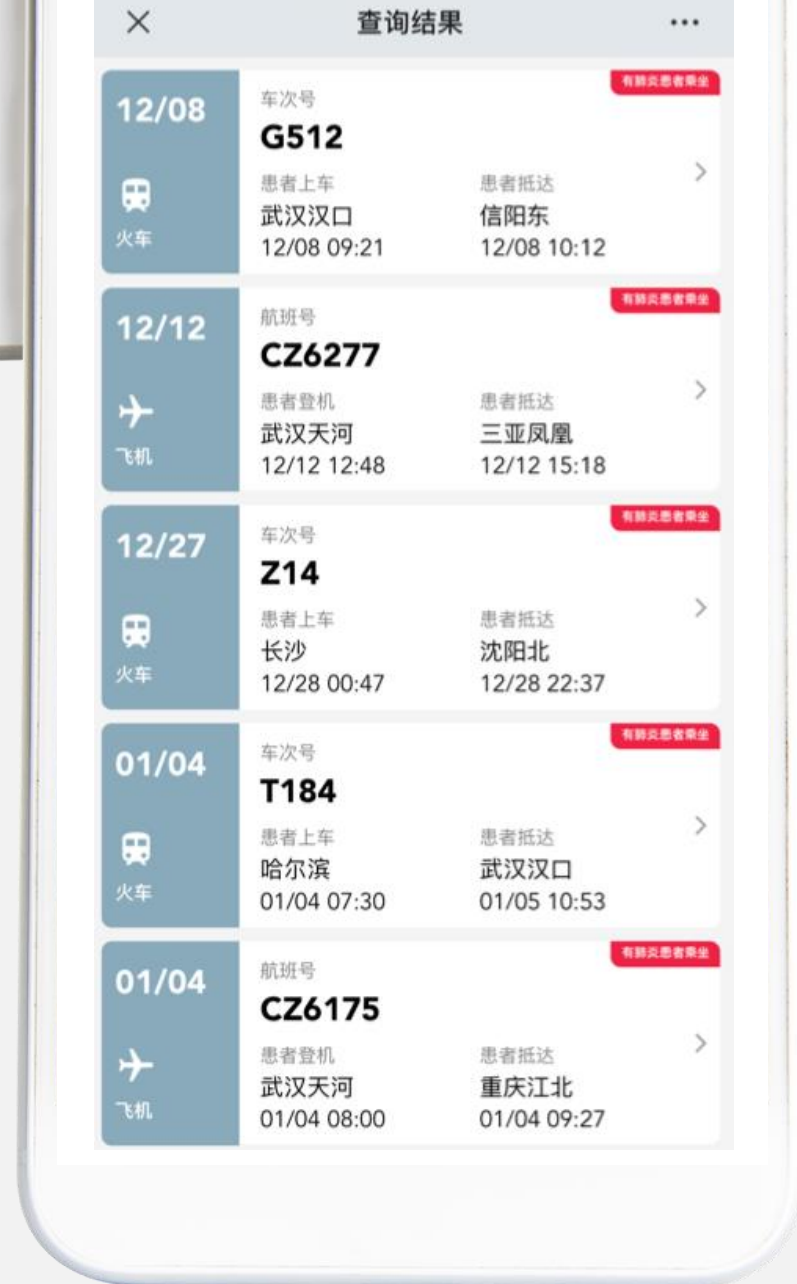 查询结果
有肺炎患者乘坐
12/08
车次号
G512
患者上车
患者抵达
武汉汉口
信阳东
火车
12/08 09:21
12/08 10:12
有肺炎患者乘坐
12/12
航班号
CZ6277
患者登机
患者抵达
武汉天河
三亚凤凰
飞机
12/12 12:48
12/12 15:18
有肺炎患者乘坐
12/27
车次号
Z14
患者上车
患者抵达
长沙
沈阳北
火车
12/28 00:47
12/28 22:37
有肺炎患者乘坐
01/04
车次号
T184
患者上车
患者抵达
哈尔滨
武汉汉口
火车
01/04 07:30
01/05 10:53
有肺炎患者乘坐
01/04
航班号
CZ6175
患者登机
患者抵达
武汉天河
重庆江北
飞机
01/04 08:00
01/04 09:27